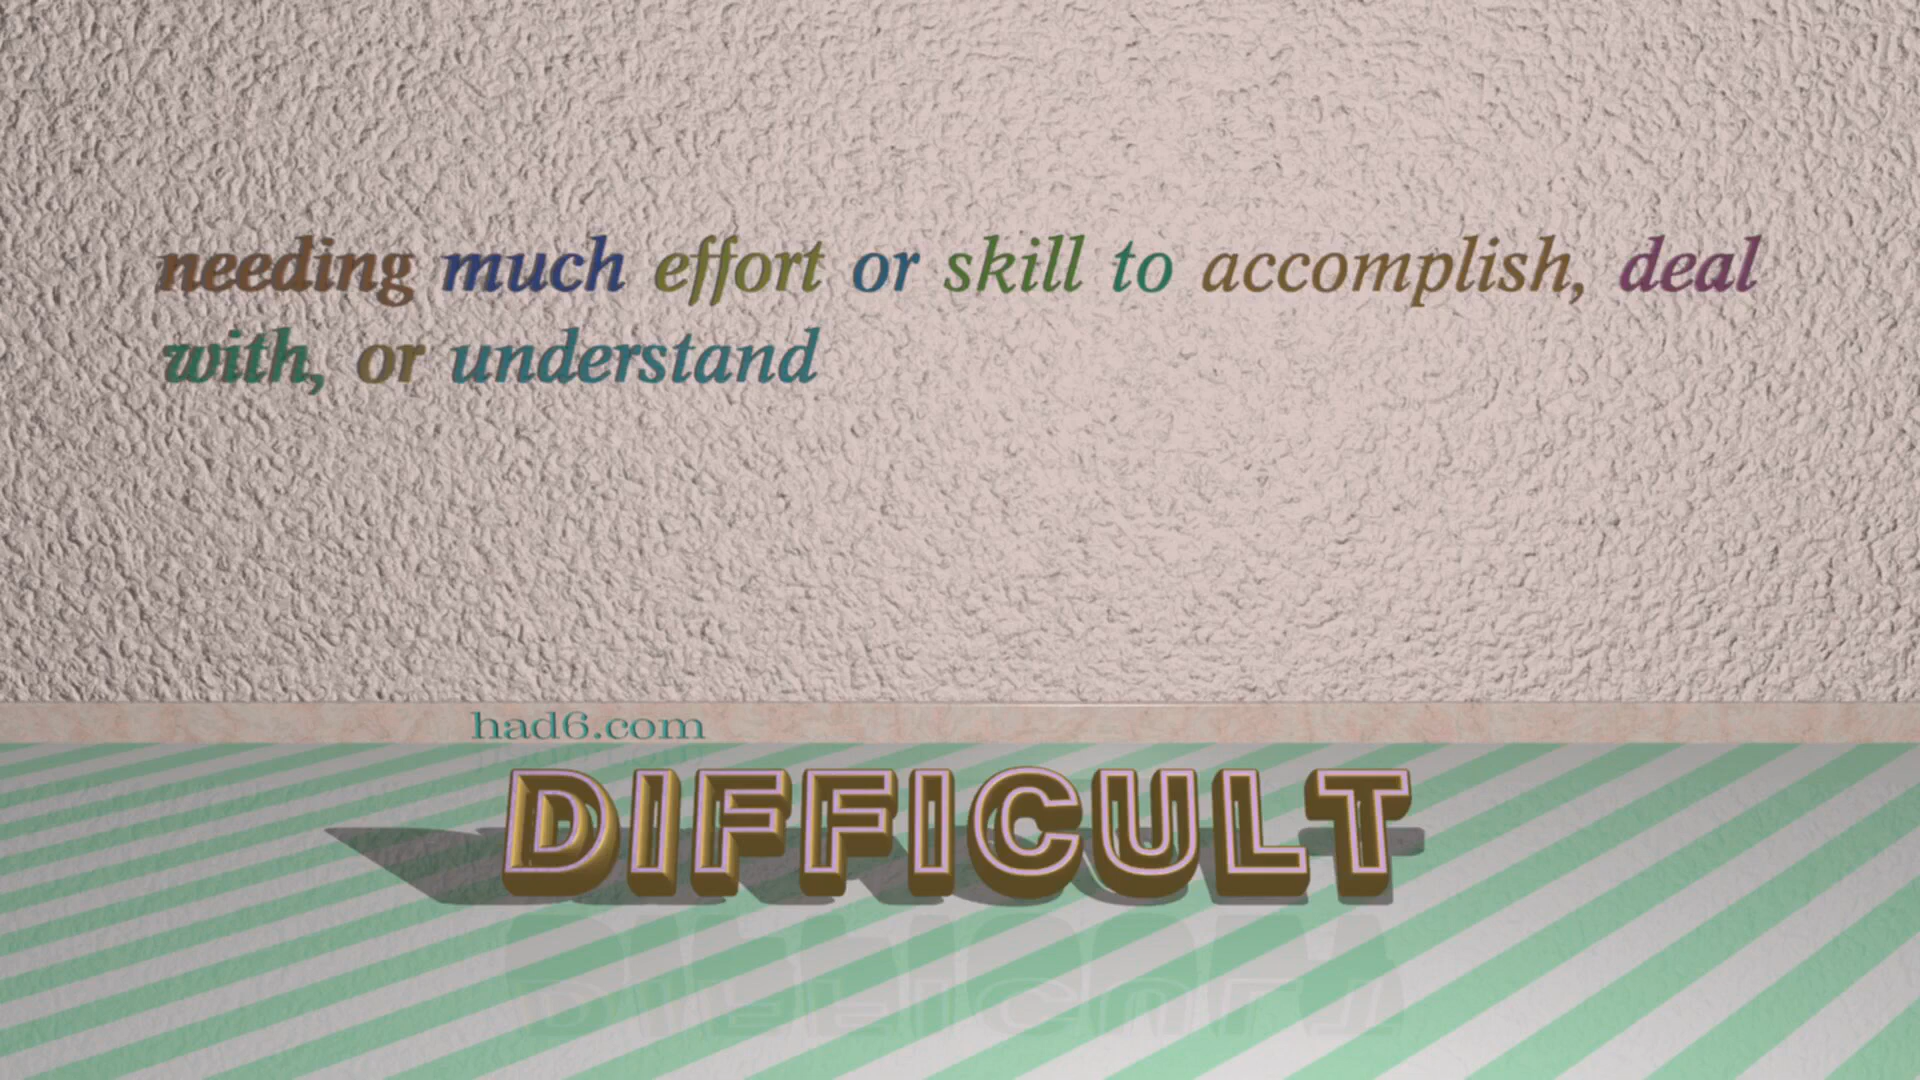 needing much effort or skill to accomplish, deal
with, or understand
had6.com
DIFFICULT